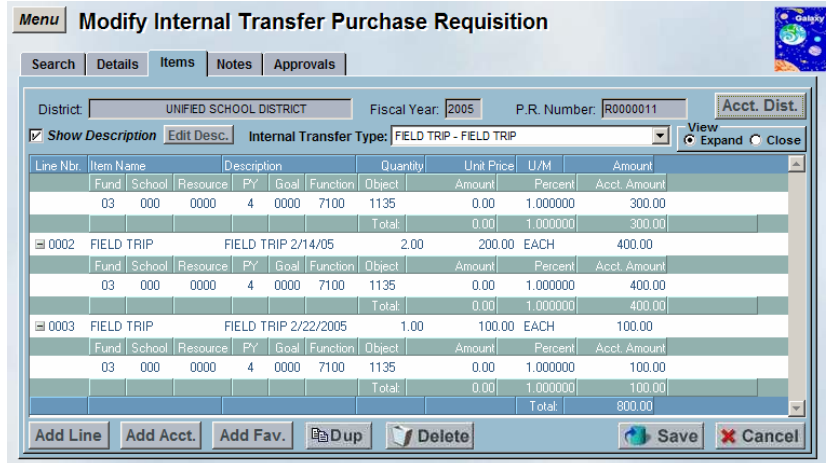 Menu Modify Internal Transfer Purchase Requisition
Galaxy
Search Details Items Notes Approvals
District: UNIFIED SCHOOL DISTRICT Fiscal Year: 2005 P.R. Number: R0000011 Acct. Dist.
Show Description Edit Desc. Internal Transfer Type: FIELD TRIP - FIELD TRIP View Expand Close
Line Nbr. Item Name Description Quantity Unit Price U/M Amount
Fund School Resource PY Goal Function Object Amount Percent Acct. Amount
03 000 0000 4 0000 7100 1135 0.00 1.000000 300.00
Total: 0.00 1.000000 300.00
0002 FIELD TRIP FIELD TRIP 2/14/05 2.00 200.00 EACH 400.00
Fund School Resource PY Goal Function Object Amount Percent Acct. Amount
03 000 0000 4 0000 7100 1135 0.00 1.000000 400.00
Total: 0.00 1.000000 400.00
0003 FIELD TRIP FIELD TRIP 2/22/2005 1.00 100.00 EACH 100.00
Fund School Resource PY Goal Function Object Amount Percent Acct. Amount
03 000 0000 4 0000 7100 1135 0.00 1.000000 100.00
Total: 0.00 1.000000 100.00
Total: 800.00
Add Line Add Acct. Add Fav. Dup Delete Save Cancel